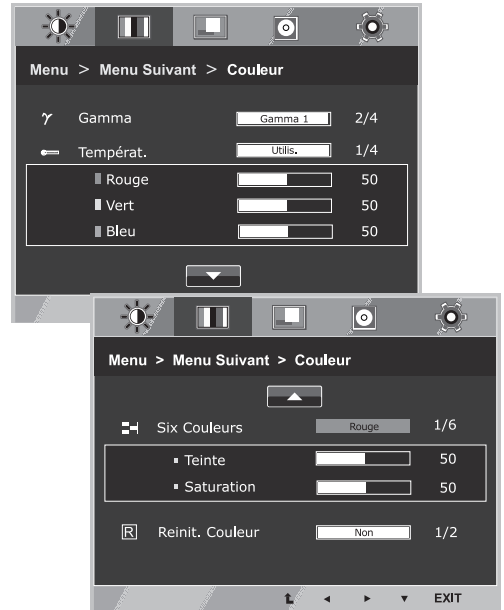 Menu > Menu Suivant > Couleur
γ Gamma Gamma 1 2/4
Températ. Utilis. 1/4
Rouge 50
Vert 50
Bleu 50
Menu > Menu Suivant > Couleur
Six Couleurs Rouge 1/6
Teinte 50
Saturation 50
R Reinit. Couleur Non 1/2
EXIT